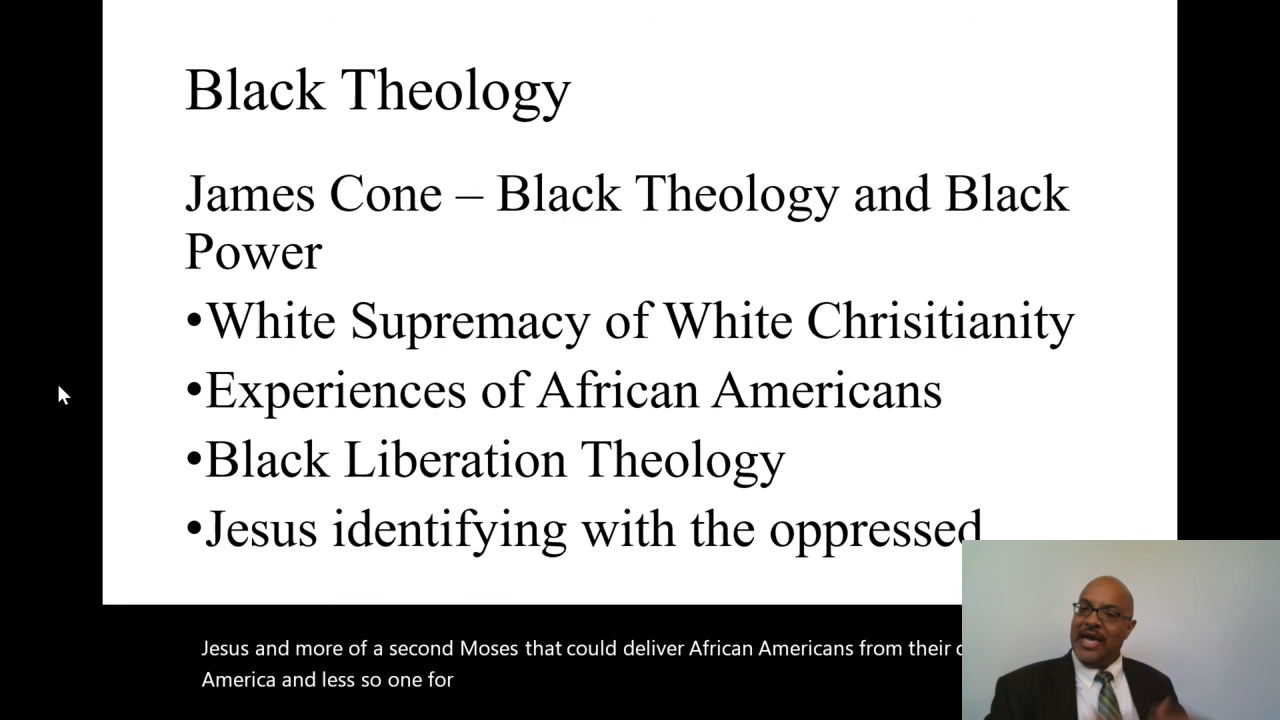 Black Theology
James Cone – Black Theology and Black
Power
•White Supremacy of White Chrisitianity
•Experiences of African Americans
•Black Liberation Theology
•Jesus identifying with the oppressed
Jesus and more of a second Moses that could deliver African Americans from their
America and less so one for